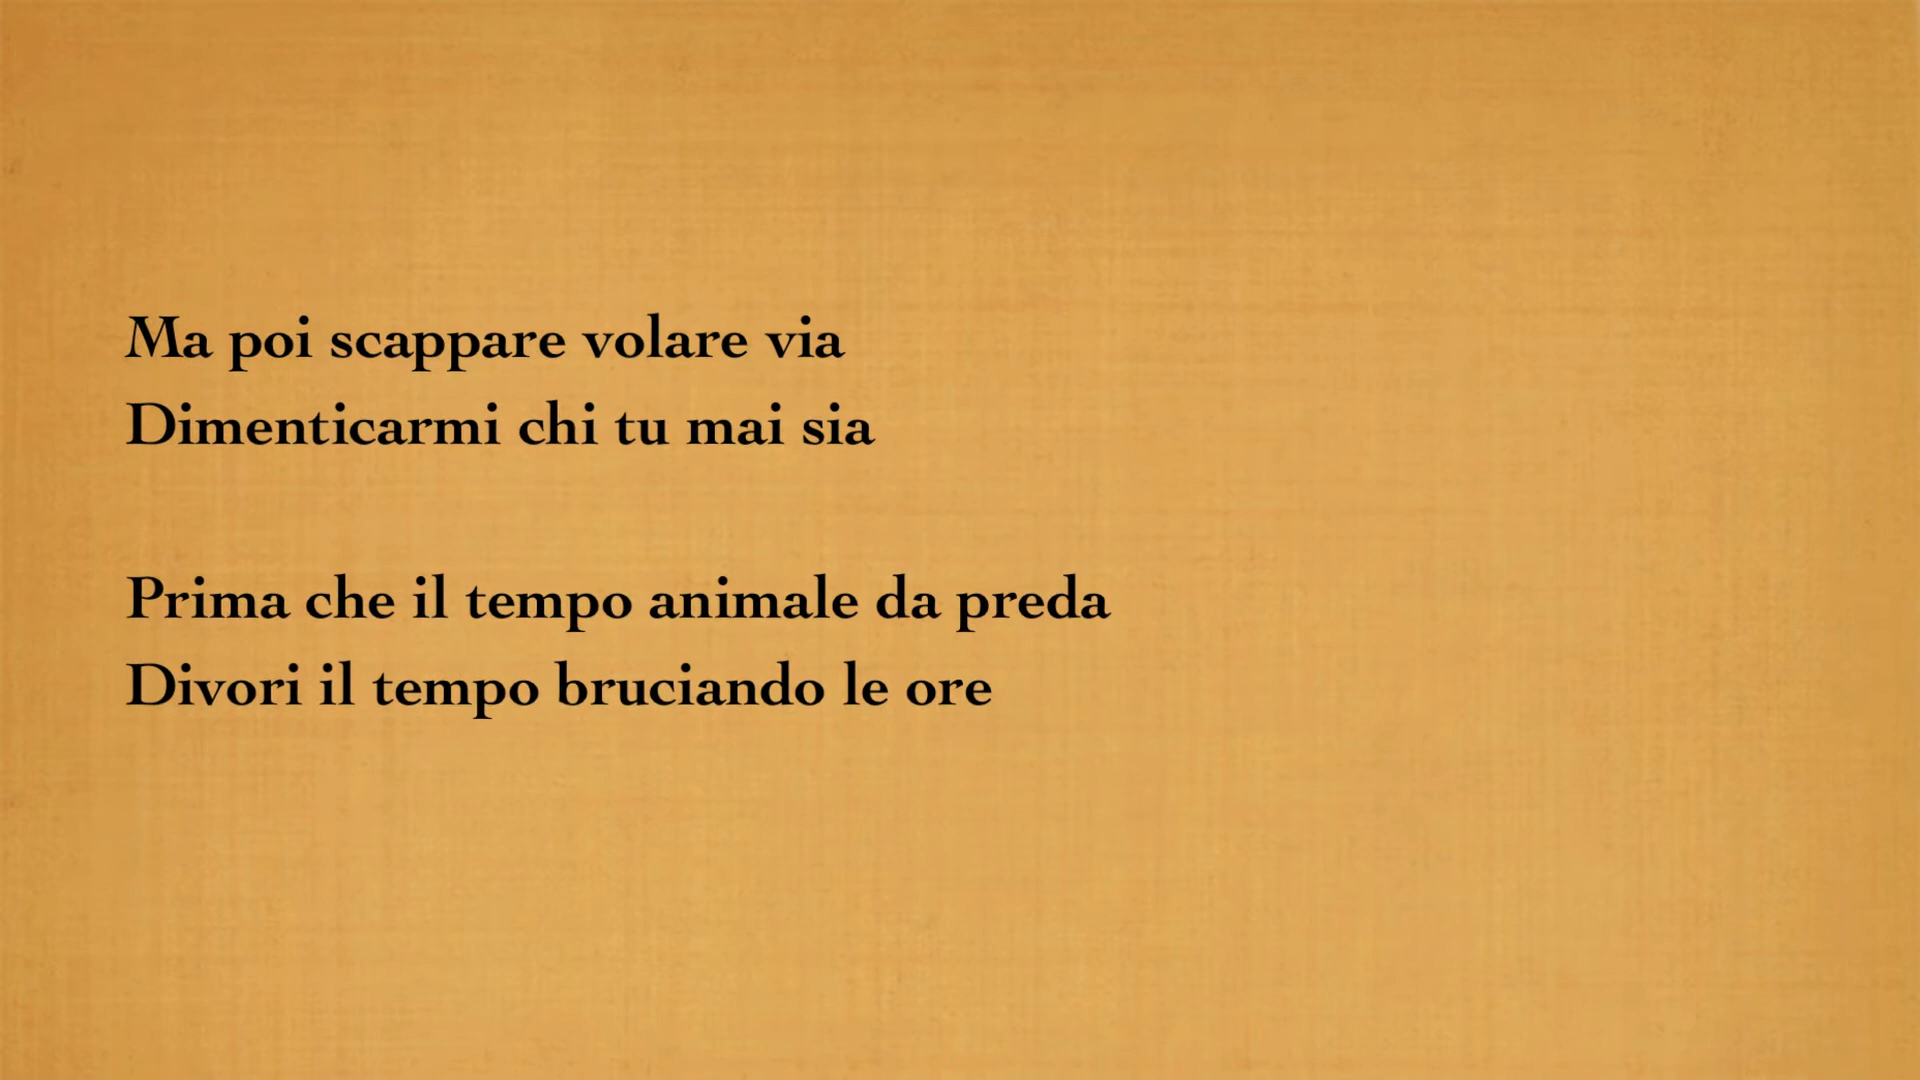 Ma poi scappare volare via
Dimenticarmi chi tu mai sia
Prima che il tempo animale da preda
Divori il tempo bruciando le ore